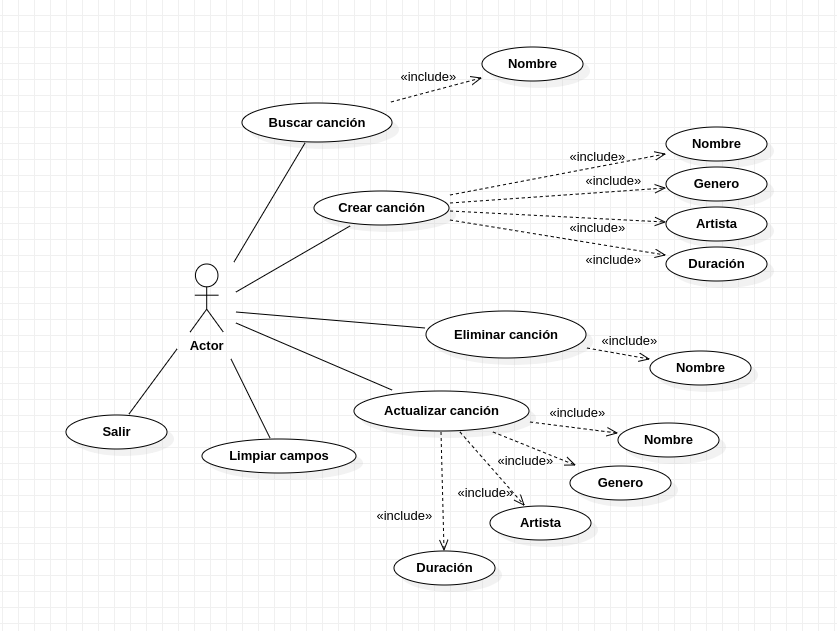 Nombre
«include»
Buscar canción
Nombre
«include»
Genero
«include»
Crear canción
Artista
«include»
Duración
«include»
Eliminar canción
«include»
Actor
Nombre
Actualizar canción
«include»
Salir
Nombre
Limpiar campos
«include»
Genero
«include»
Artista
«include»
Duración